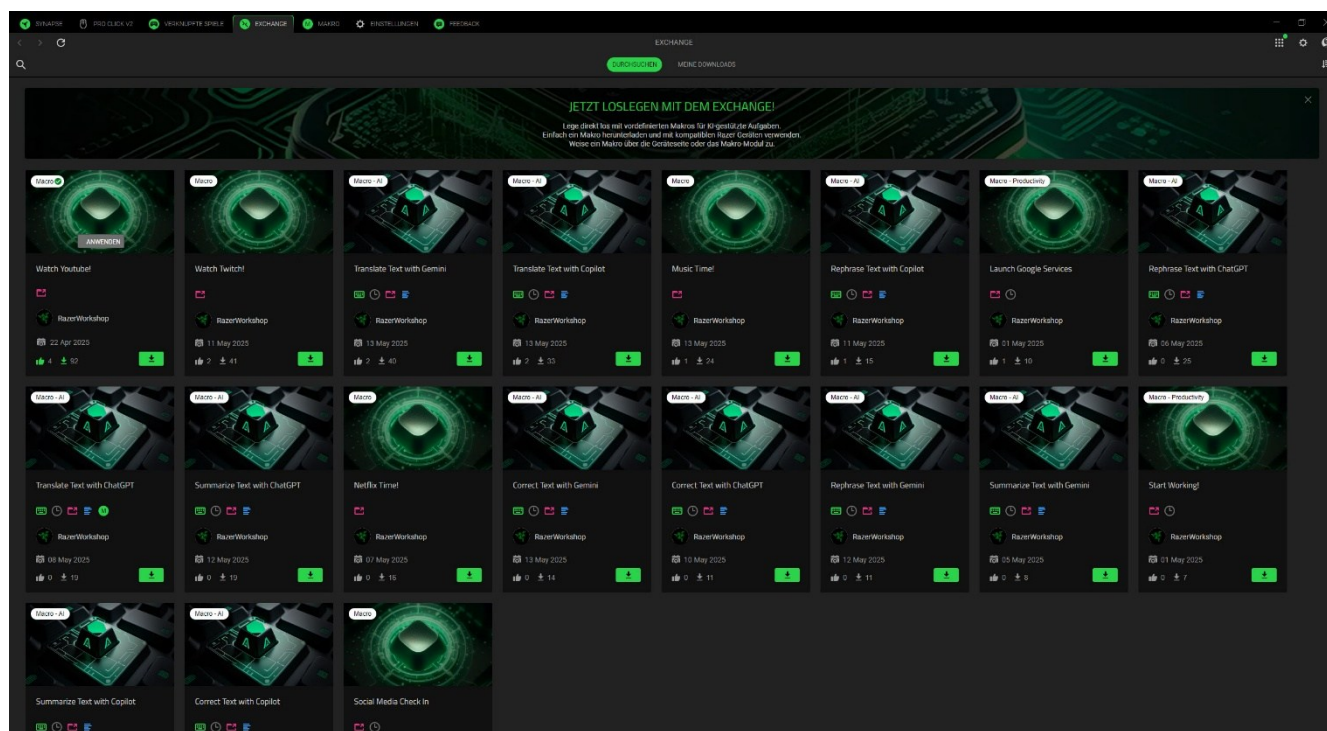 SYNAPSE PRO CLICK V2 VERKNÜPFTE SPIELE EXCHANGE MAKRO EINSTELLUNGEN FEEDBACK
EXCHANGE
DURCHSUCHEN MEINE DOWNLOADS
JETZT LOSLEGEN MIT DEM EXCHANGE!
Lege direkt los mit vordefinierten Makros für KI-gestützte Aufgaben.
Einfach ein Makro herunterladen und mit kompatiblen Razer Geräten verwenden.
Weise ein Makro über die Geräteseite oder das Makro-Modul zu.
Macro Macro Macro - AI Macro - AI Macro Macro - AI Macro - Productivity Macro - AI
ANWENDEN
Watch Youtube! Watch Twitch! Translate Text with Gemini Translate Text with Copilot Music Time! Rephrase Text with Copilot Launch Google Services Rephrase Text with ChatGPT
RazerWorkshop RazerWorkshop RazerWorkshop RazerWorkshop RazerWorkshop RazerWorkshop RazerWorkshop RazerWorkshop
22 Apr 2025 11 May 2025 13 May 2025 13 May 2025 13 May 2025 11 May 2025 01 May 2025 06 May 2025
4 92 2 41 2 40 2 33 1 24 1 15 1 10 0 25
Macro - AI Macro - AI Macro Macro - AI Macro - AI Macro - AI Macro - AI Macro - Productivity
Translate Text with ChatGPT Summarize Text with ChatGPT Netflix Time! Correct Text with Gemini Correct Text with ChatGPT Rephrase Text with Gemini Summarize Text with Gemini Start Working!
RazerWorkshop RazerWorkshop RazerWorkshop RazerWorkshop RazerWorkshop RazerWorkshop RazerWorkshop RazerWorkshop
08 May 2025 12 May 2025 07 May 2025 13 May 2025 10 May 2025 12 May 2025 05 May 2025 01 May 2025
0 19 0 19 0 16 0 14 0 11 0 11 0 8 0 7
Macro - AI Macro - AI Macro
Summarize Text with Copilot Correct Text with Copilot Social Media Check In